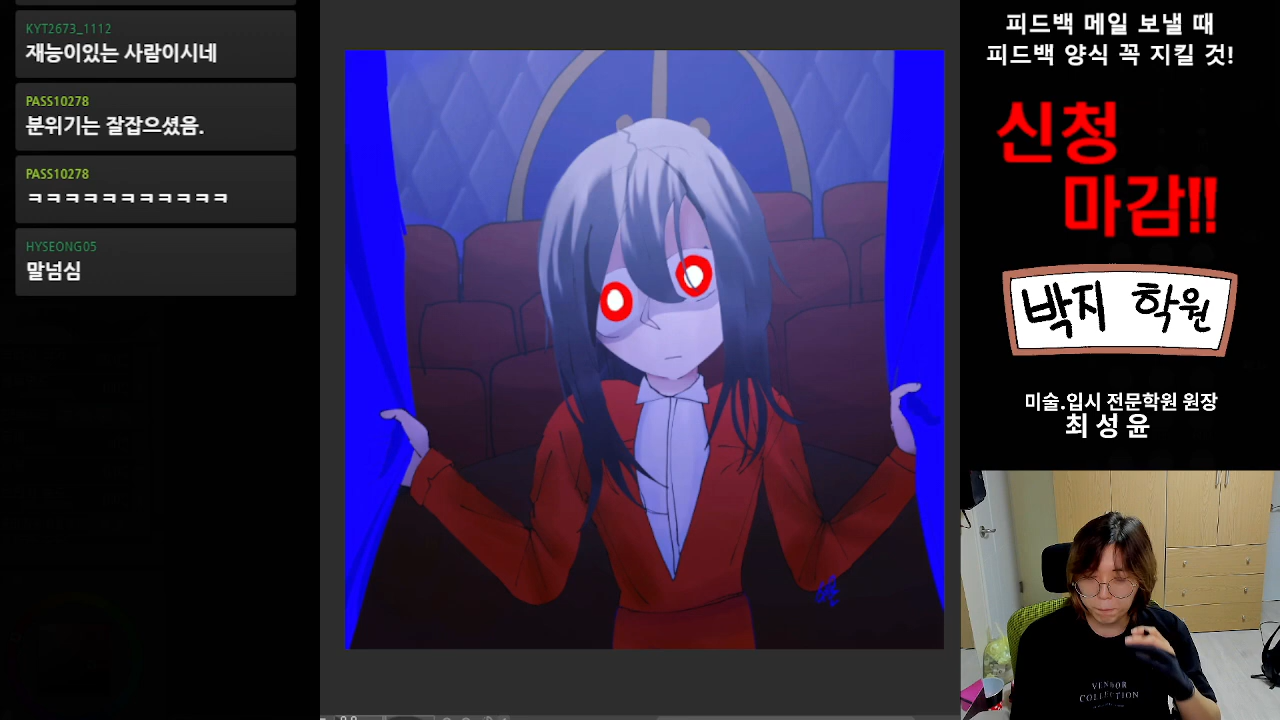 KYT2673_1112
재능이있는 사람이시네
PASS10278
분위기는 잘잡으셨음.
PASS10278
ㅋㅋㅋㅋㅋㅋㅋㅋㅋㅋㅋ
HYSEONG05
말넘심
피드백 메일 보낼 때
피드백 양식 꼭 지킬 것!
신청
마감!!
박지 학원
미술.입시 전문학원 원장
최성윤
VENDOR
COLLECTION